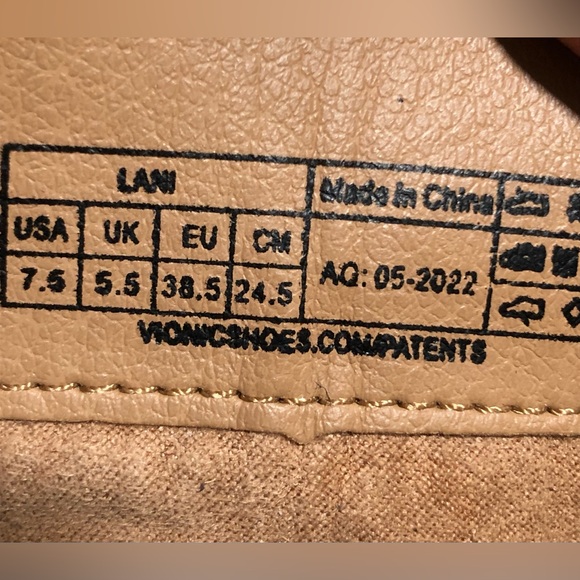 LANI Made in China
USA UK EU CM
7.5 5.5 38.5 24.5 AQ: 05-2022
VIONICSHOES.COM/PATENTS